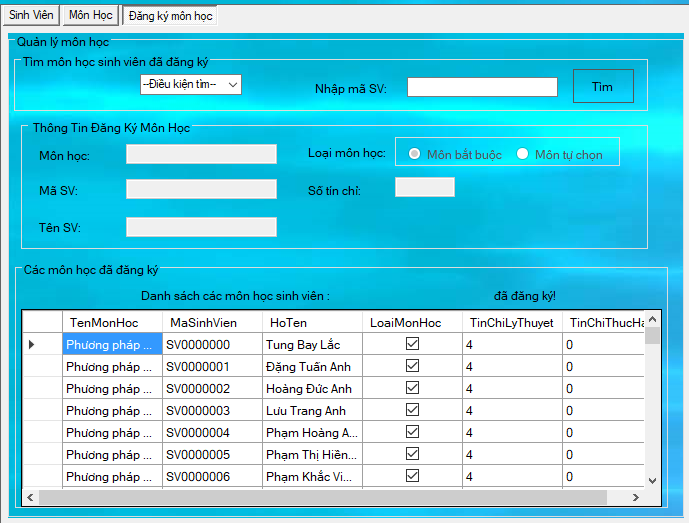 Sinh Viên Môn Học Đăng ký môn học
Quản lý môn học
Tìm môn học sinh viên đã đăng ký
--Điều kiện tìm-- Nhập mã SV: Tìm
Thông Tin Đăng Ký Môn Học
Môn học: Loại môn học: Môn bắt buộc Môn tự chọn
Mã SV: Số tín chỉ:
Tên SV:
Các môn học đã đăng ký
Danh sách các môn học sinh viên : đã đăng ký!
TenMonHoc MaSinhVien HoTen LoaiMonHoc TinChiLyThuyet TinChiThucHa
Phương pháp ... SV0000000 Tung Bay Lắc 4 0
Phương pháp ... SV0000001 Đặng Tuấn Anh 4 0
Phương pháp ... SV0000002 Hoàng Đức Anh 4 0
Phương pháp ... SV0000003 Lưu Trang Anh 4 0
Phương pháp ... SV0000004 Phạm Hoàng A... 4 0
Phương pháp ... SV0000005 Phạm Thị Hiền... 4 0
Phương pháp ... SV0000006 Phạm Khắc Vi... 4 0